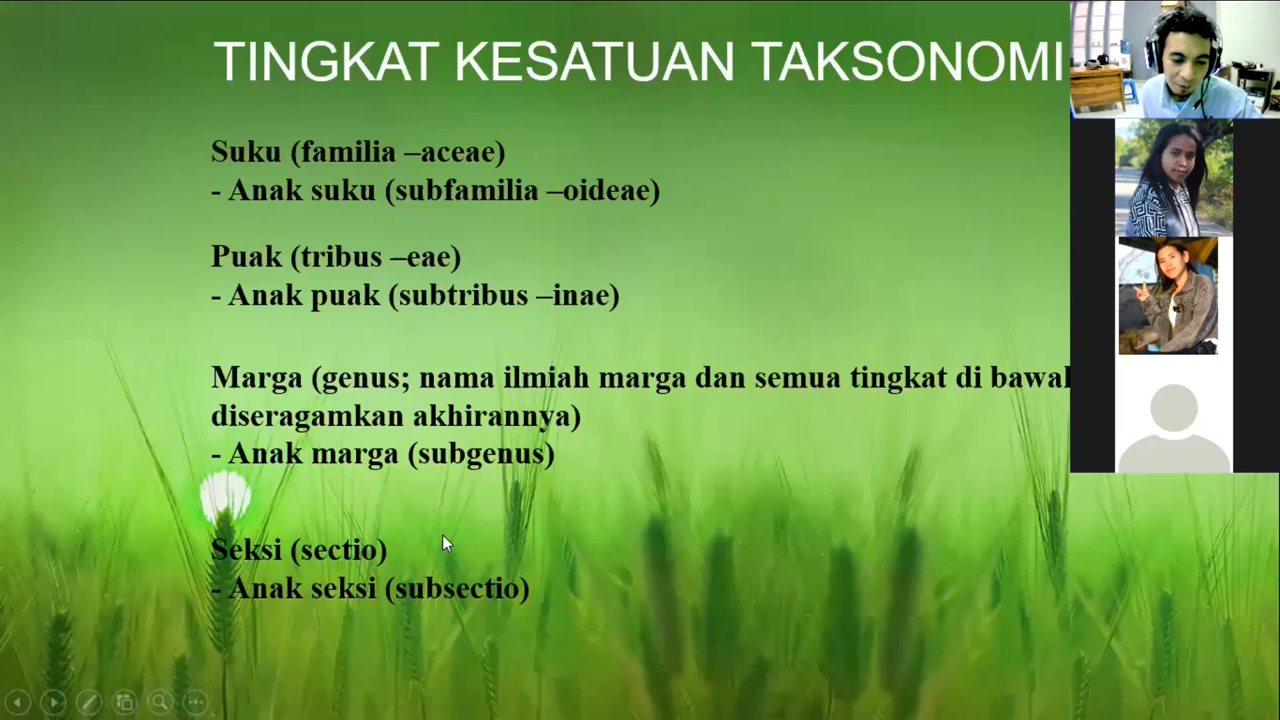 TINGKAT KESATUAN TAKSONOMI
Suku (familia –aceae)
- Anak suku (subfamilia –oideae)
Puak (tribus –eae)
- Anak puak (subtribus –inae)
Marga (genus; nama ilmiah marga dan semua tingkat di
diseragamkan akhirannya)
- Anak marga (subgenus)
Seksi (sectio)
- Anak seksi (subsectio)